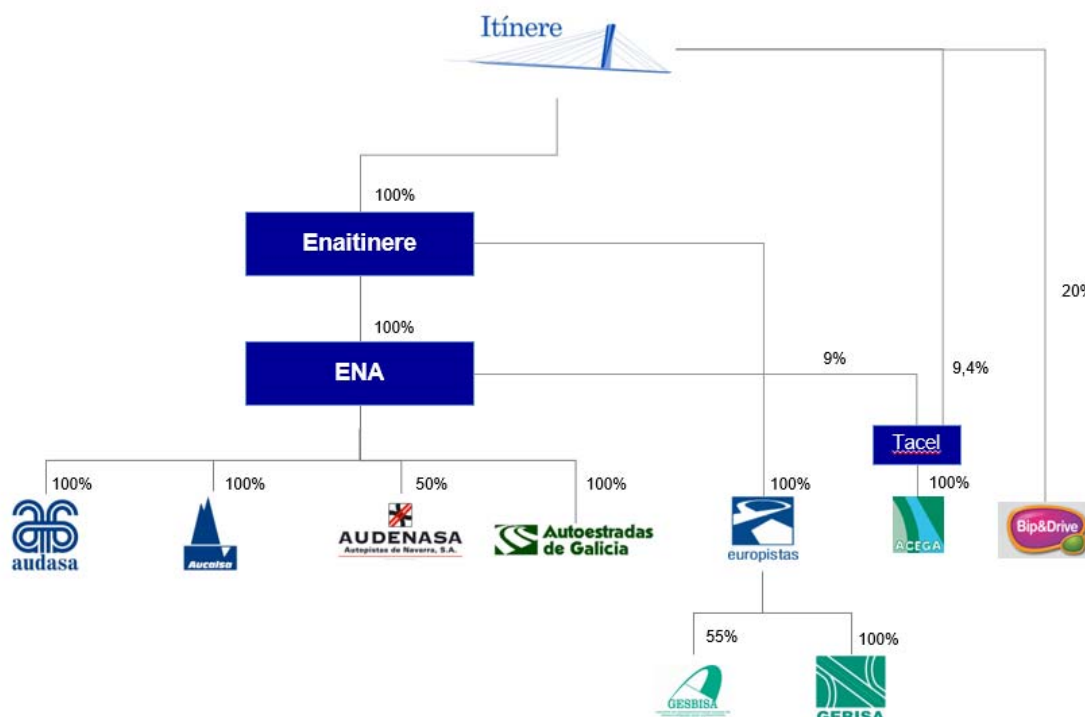 Itínere
100%
Enaitinere
20%
100%
ENA
9%
9,4%
Tacel
100%
100%
50%
100%
100%
100%
audasa
Aucalsa
AUDENASA
Autopistas de Navarra, S.A.
Autoestradas
de Galicia
europistas
ACEGA
Bip&Drive
55%
100%
GESBISA
GEBISA